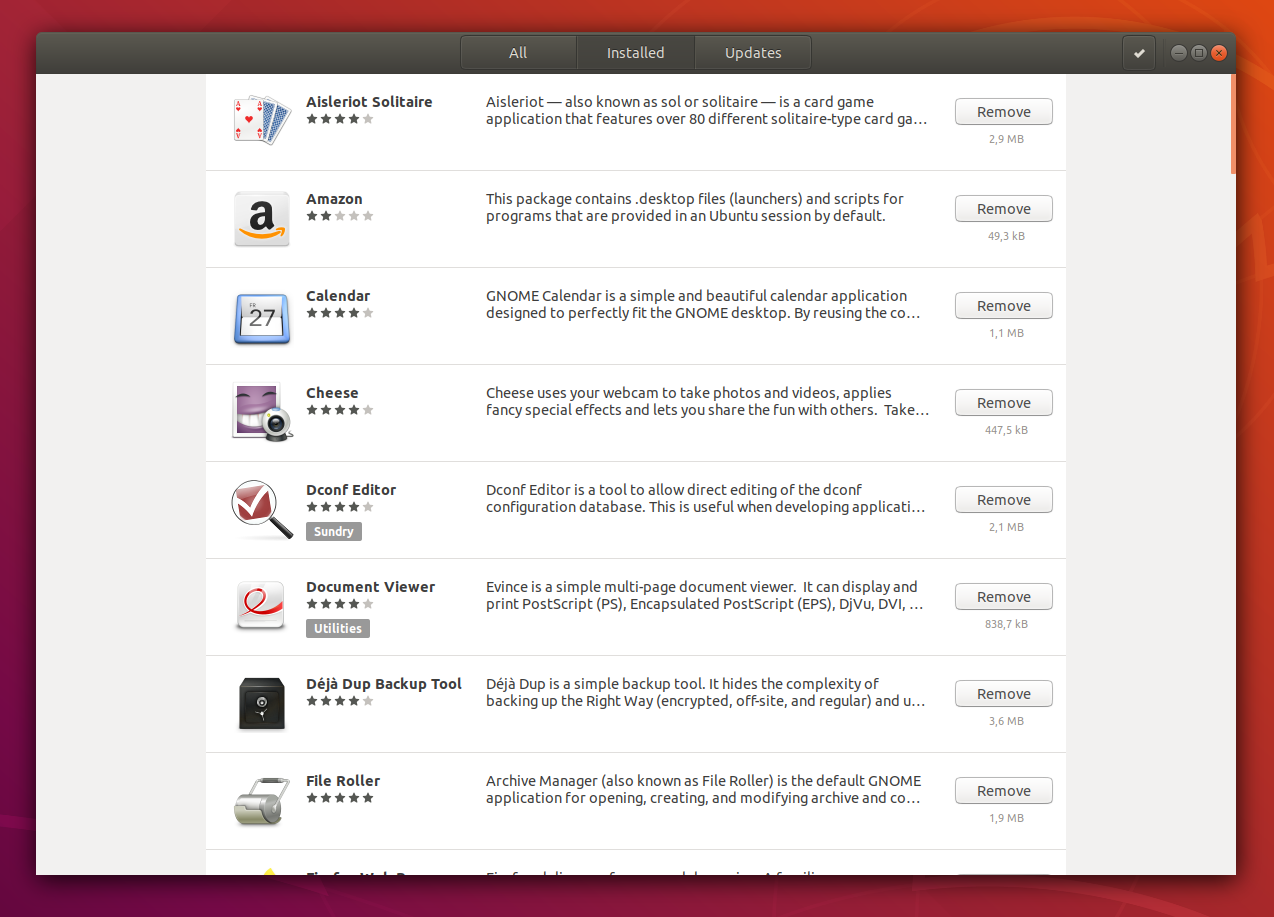 All
Installed
Updates
Aisleriot Solitaire
Aisleriot — also known as sol or solitaire — is a card game
application that features over 80 different solitaire-type card ga…
Remove
2,9 MB
Amazon
This package contains .desktop files (launchers) and scripts for
programs that are provided in an Ubuntu session by default.
Remove
49,3 kB
FR
27
Calendar
GNOME Calendar is a simple and beautiful calendar application
designed to perfectly fit the GNOME desktop. By reusing the co…
Remove
1,1 MB
Cheese
Cheese uses your webcam to take photos and videos, applies
fancy special effects and lets you share the fun with others.  Take…
Remove
447,5 kB
Dconf Editor
Dconf Editor is a tool to allow direct editing of the dconf
configuration database. This is useful when developing applicati…
Sundry
Remove
2,1 MB
Document Viewer
Evince is a simple multi-page document viewer.  It can display and
print PostScript (PS), Encapsulated PostScript (EPS), DjVu, DVI, …
Utilities
Remove
838,7 kB
Déjà Dup Backup Tool
Déjà Dup is a simple backup tool. It hides the complexity of
backing up the Right Way (encrypted, off-site, and regular) and u…
Remove
3,6 MB
File Roller
Archive Manager (also known as File Roller) is the default GNOME
application for opening, creating, and modifying archive and co…
Remove
1,9 MB